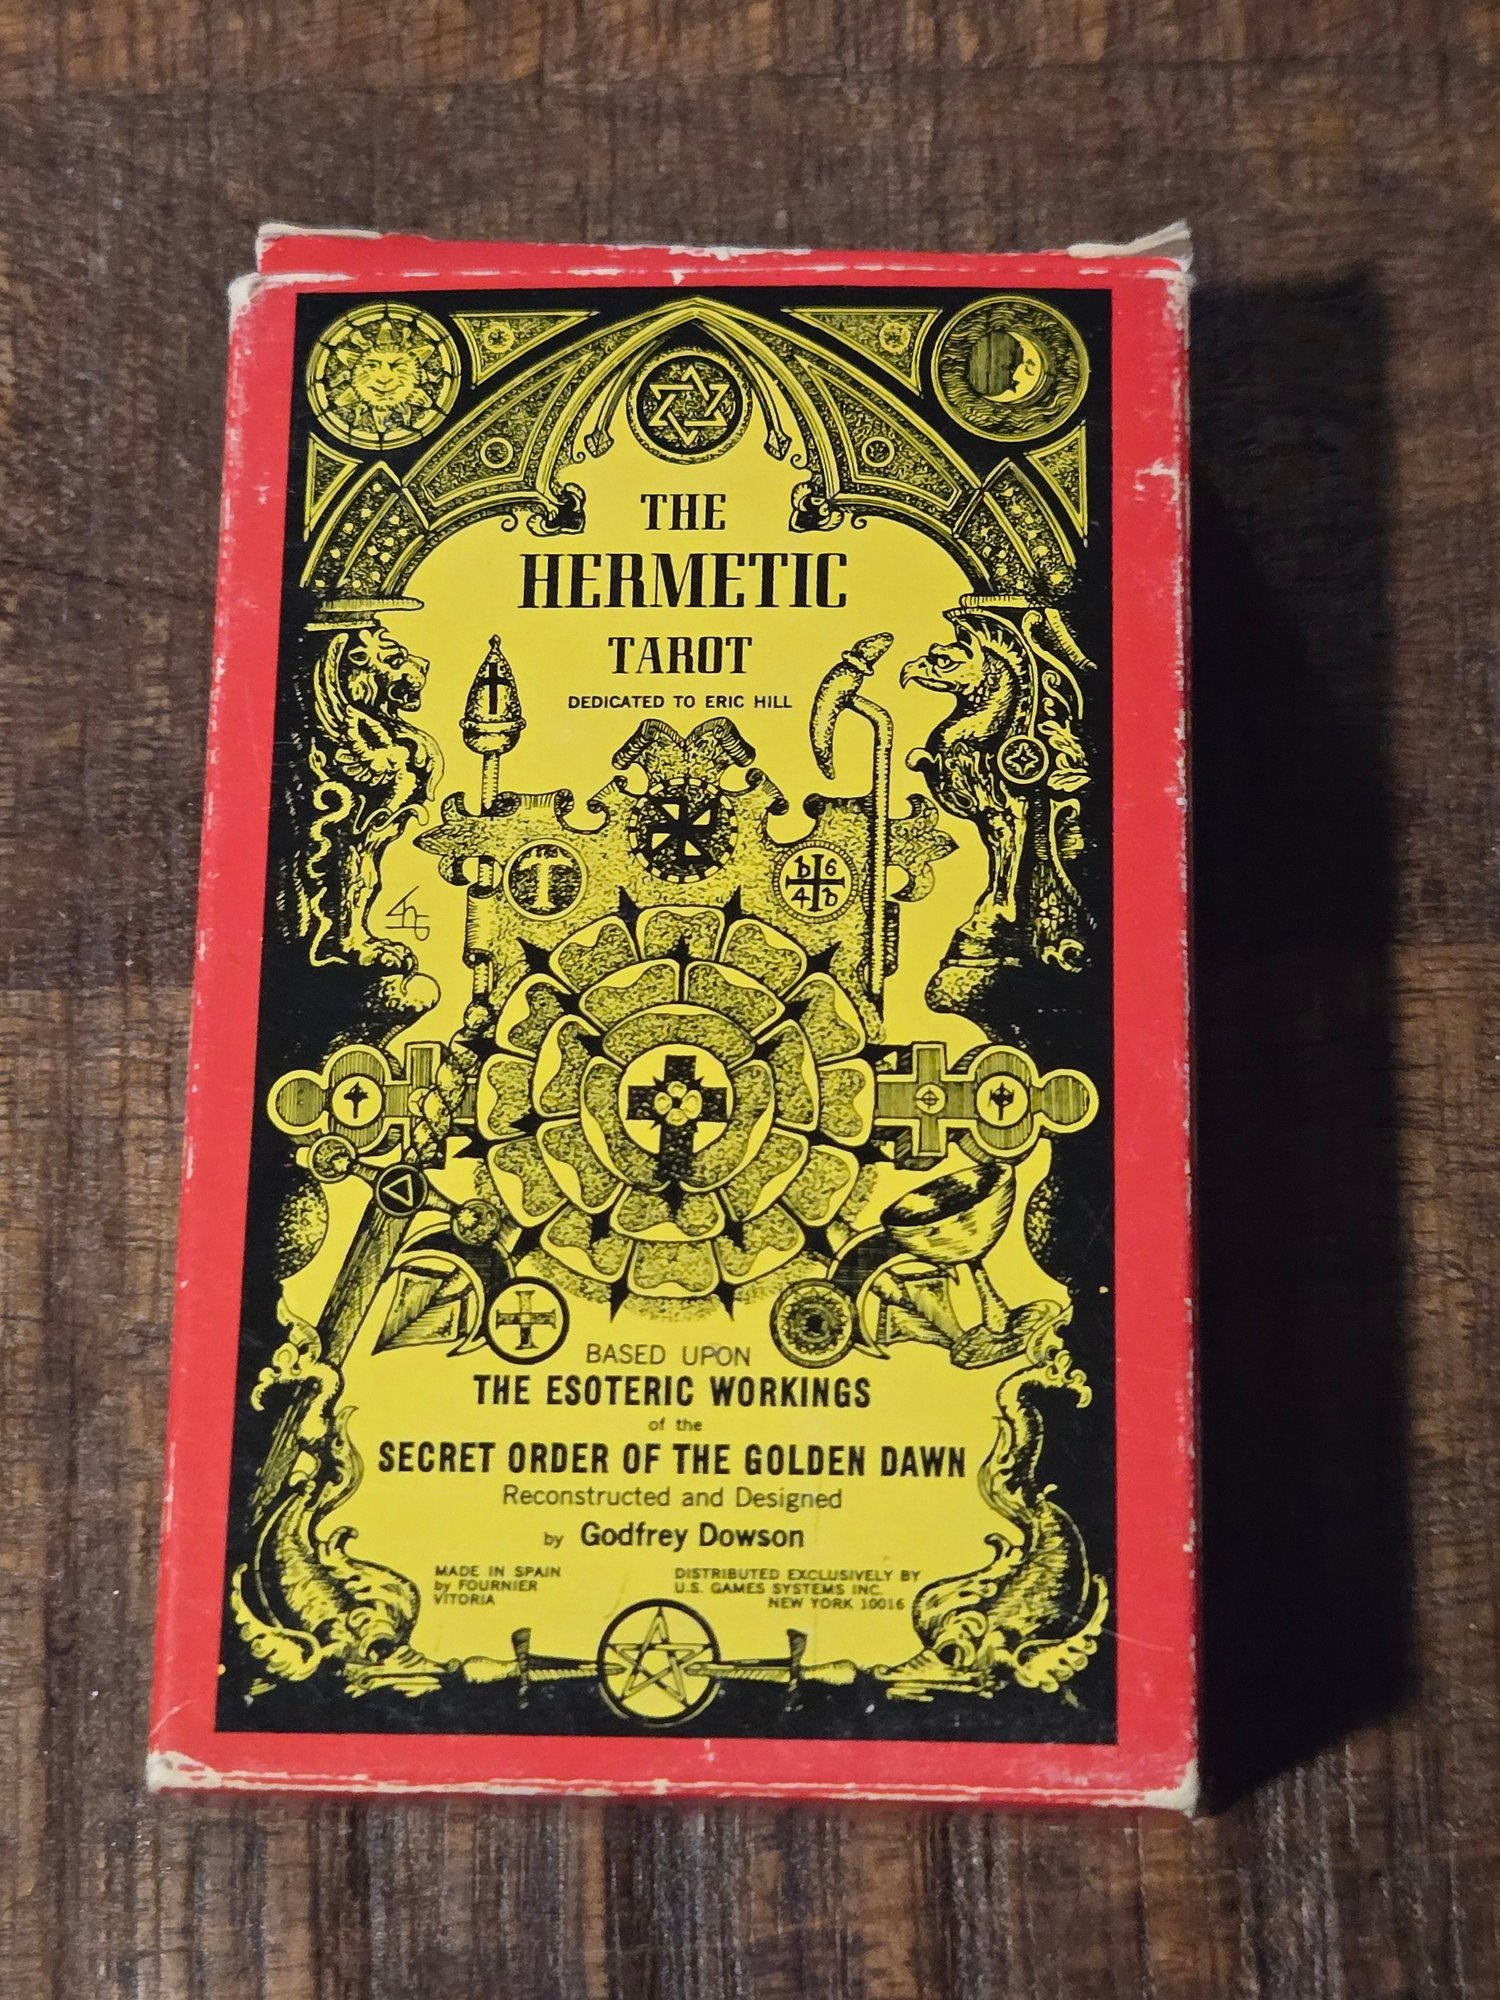 THE
HERMETIC
TAROT
DEDICATED TO ERIC HILL
b 6
4 b
BASED UPON
THE ESOTERIC WORKINGS
of the
SECRET ORDER OF THE GOLDEN DAWN
Reconstructed and Designed
by Godfrey Dowson
MADE IN SPAIN
by FOURNIER
VITORIA
DISTRIBUTED EXCLUSIVELY BY
U.S. GAMES SYSTEMS INC.
NEW YORK 10016